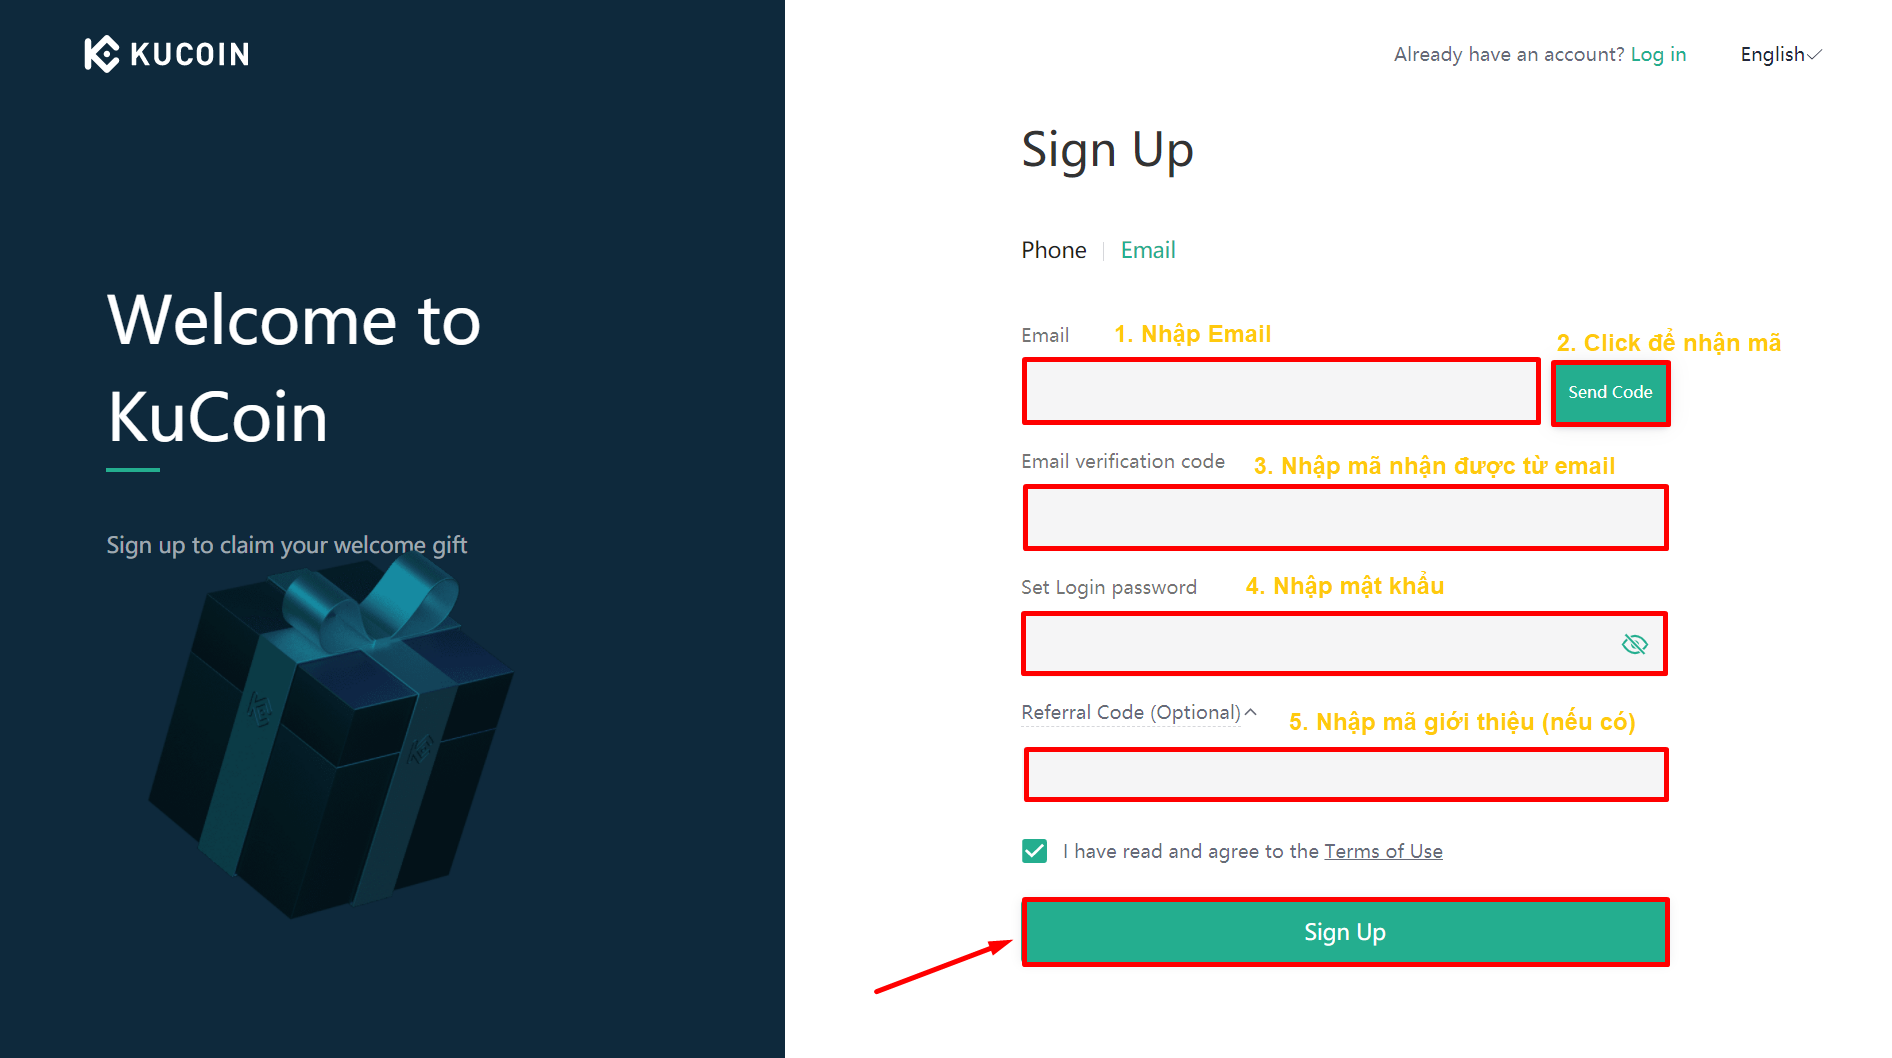 KUCOIN
Already have an account? Log in
English
Welcome to
KuCoin
Sign up to claim your welcome gift
Sign Up
Phone
Email
Email
1. Nhập Email
2. Click để nhận mã
Send Code
Email verification code
3. Nhập mã nhận được từ email
Set Login password
4. Nhập mật khẩu
Referral Code (Optional)
5. Nhập mã giới thiệu (nếu có)
I have read and agree to the Terms of Use
Sign Up